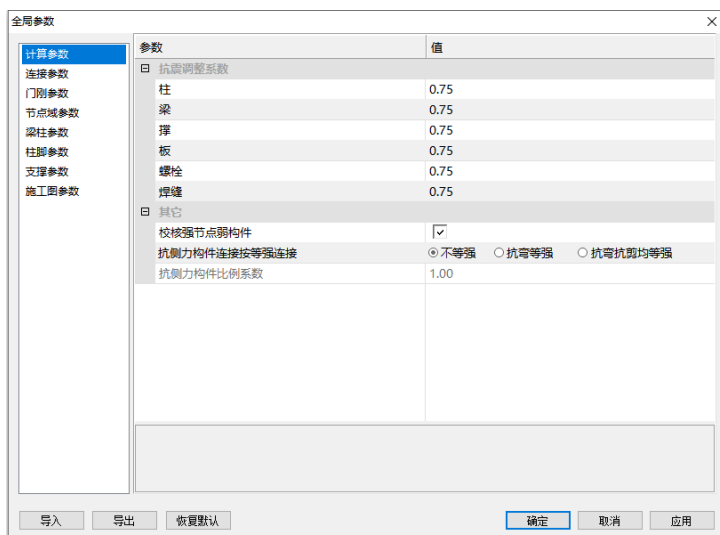 全局参数
计算参数
连接参数
门刚参数
节点域参数
梁柱参数
柱脚参数
支撑参数
施工图参数
参数 值
抗震调整系数
柱 0.75
梁 0.75
撑 0.75
板 0.75
螺栓 0.75
焊缝 0.75
其它
校核强节点弱构件
抗侧力构件连接按等强连接 不等强 抗弯等强 抗弯抗剪均等强
抗侧力构件比例系数 1.00
导入 导出 恢复默认 确定 取消 应用